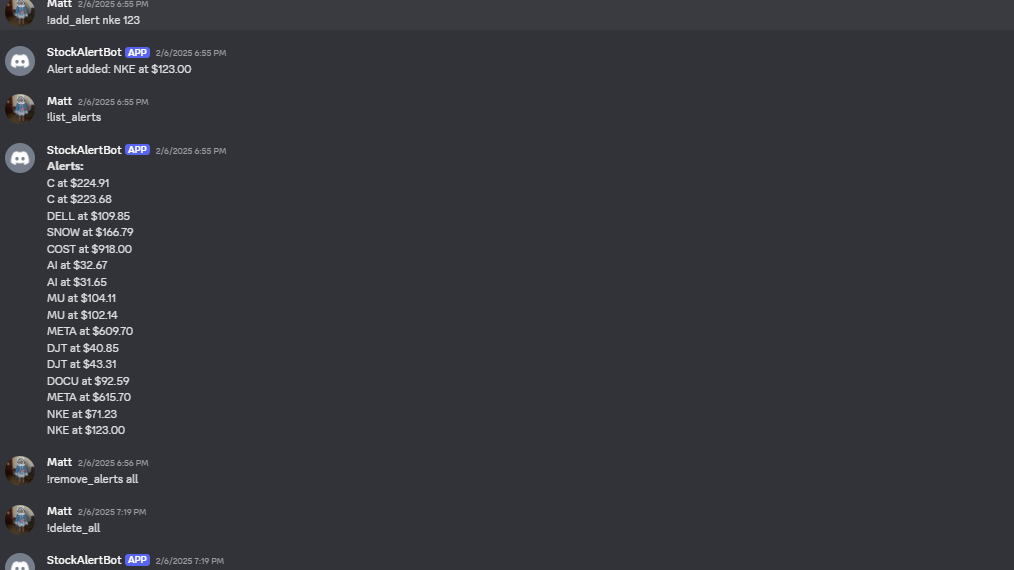 Matt 2/6/2025 6:55 PM
!add_alert nke 123
StockAlertBot APP 2/6/2025 6:55 PM
Alert added: NKE at $123.00
Matt 2/6/2025 6:55 PM
!list_alerts
StockAlertBot APP 2/6/2025 6:55 PM
Alerts:
C at $224.91
C at $223.68
DELL at $109.85
SNOW at $166.79
COST at $918.00
AI at $32.67
AI at $31.65
MU at $104.11
MU at $102.14
META at $609.70
DJT at $40.85
DJT at $43.31
DOCU at $92.59
META at $615.70
NKE at $71.23
NKE at $123.00
Matt 2/6/2025 6:56 PM
!remove_alerts all
Matt 2/6/2025 7:19 PM
!delete_all
StockAlertBot APP 2/6/2025 7:19 PM